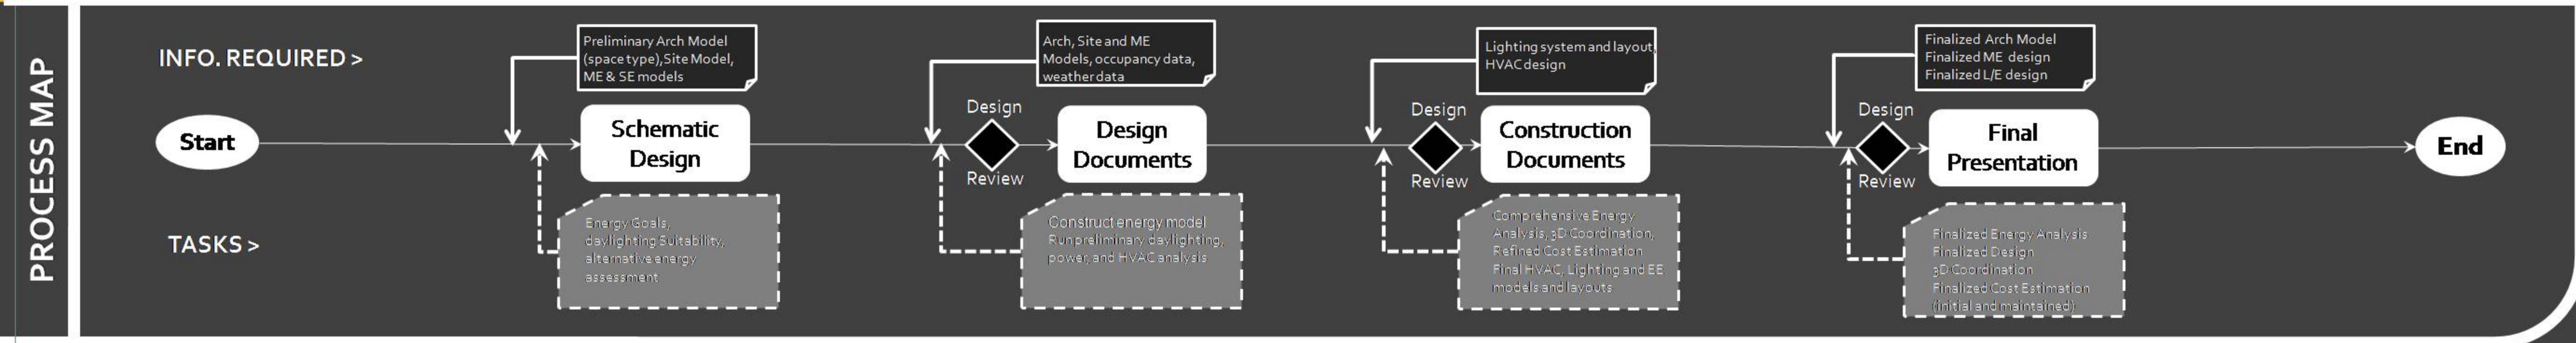 PROCESS MAP
INFO. REQUIRED >
Preliminary Arch Model
(space type), Site Model,
ME & SE models
Arch, Site and ME
Models, occupancy data,
weather data
Lighting system and layout,
HVAC design
Finalized Arch Model
Finalized ME design
Finalized L/E design
Start
Schematic
Design
Design
Review
Design
Documents
Design
Review
Construction
Documents
Design
Review
Final
Presentation
End
TASKS >
Energy Goals,
daylighting Suitability,
alternative energy
assessment
Construct energy model
Run preliminary daylighting,
power, and HVAC analysis
Comprehensive Energy
Analysis, 3D Coordination,
Refined Cost Estimation
Final HVAC, Lighting and EE
models and layouts
Finalized Energy Analysis
Finalized Design
3D Coordination
Finalized Cost Estimation
(initial and maintained)